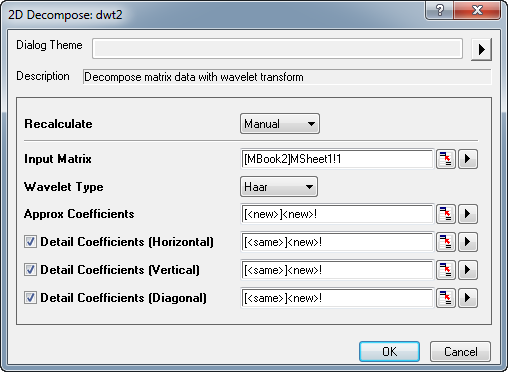 2D Decompose: dwt2
Dialog Theme
Description Decompose matrix data with wavelet transform
Recalculate Manual
Input Matrix [MBook2]MSheet1!1
Wavelet Type Haar
Approx Coefficients [<new>]<new>!
Detail Coefficients (Horizontal) [<same>]<new>!
Detail Coefficients (Vertical) [<same>]<new>!
Detail Coefficients (Diagonal) [<same>]<new>!
OK Cancel